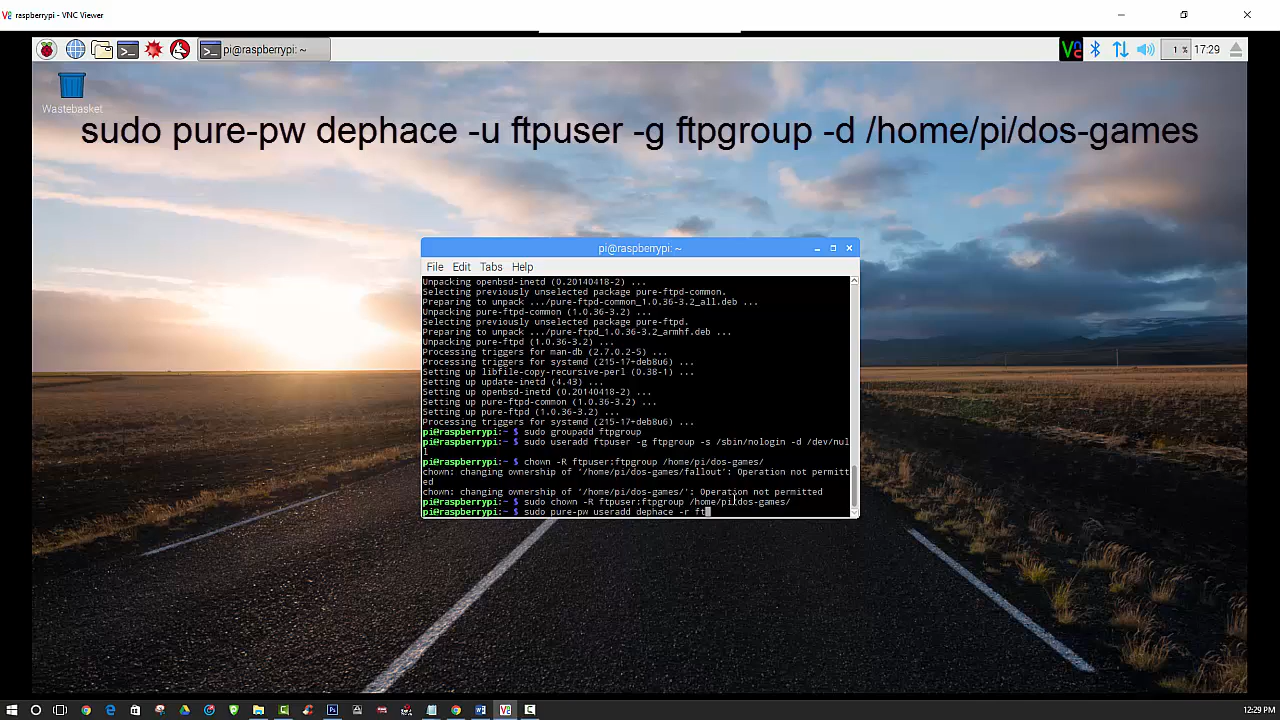 raspberrypi - VNC Viewer
pi@raspberrypi: ~
1 %
17:29
Wastebasket
sudo pure-pw dephace -u ftpuser -g ftpgroup -d /home/pi/dos-games
pi@raspberrypi: ~
File Edit Tabs Help
Unpacking openbsd-inetd (0.20140418-2) ...
Selecting previously unselected package pure-ftpd-common.
Preparing to unpack .../pure-ftpd-common_1.0.36-3.2_all.deb ...
Unpacking pure-ftpd-common (1.0.36-3.2) ...
Selecting previously unselected package pure-ftpd.
Preparing to unpack .../pure-ftpd_1.0.36-3.2_armhf.deb ...
Unpacking pure-ftpd (1.0.36-3.2) ...
Processing triggers for man-db (2.7.0.2-5) ...
Processing triggers for systemd (215-17+deb8u6) ...
Setting up libfile-copy-recursive-perl (0.38-1) ...
Setting up update-inetd (4.43) ...
Setting up openbsd-inetd (0.20140418-2) ...
Setting up pure-ftpd-common (1.0.36-3.2) ...
Setting up pure-ftpd (1.0.36-3.2) ...
Processing triggers for systemd (215-17+deb8u6) ...
pi@raspberrypi:~ $ sudo groupadd ftpgroup
pi@raspberrypi:~ $ sudo useradd ftpuser -g ftpgroup -s /sbin/nologin -d /dev/nul
l
pi@raspberrypi:~ $ chown -R ftpuser:ftpgroup /home/pi/dos-games/
chown: changing ownership of '/home/pi/dos-games/fallout': Operation not permitt
ed
chown: changing ownership of '/home/pi/dos-games/': Operation not permitted
pi@raspberrypi:~ $ sudo chown -R ftpuser:ftpgroup /home/pi/dos-games/
pi@raspberrypi:~ $ sudo pure-pw useradd dephace -r ft
12:29 PM